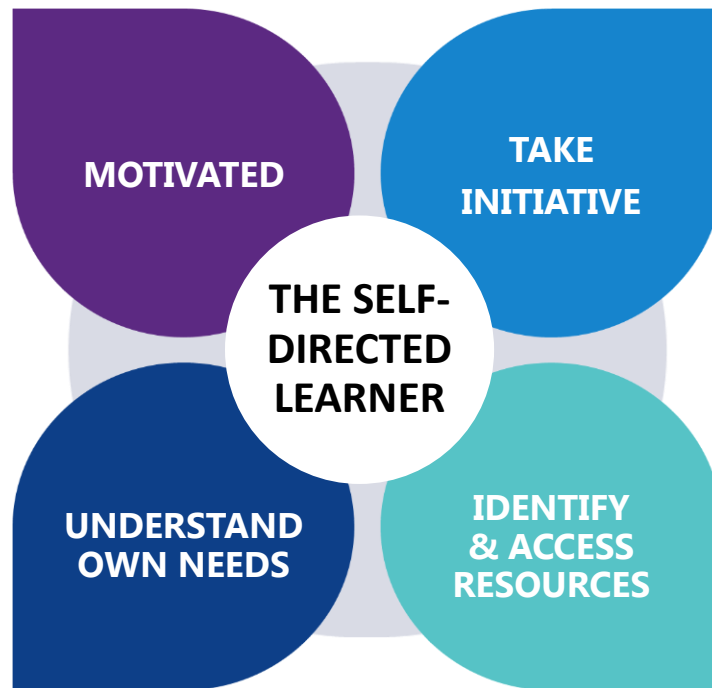 MOTIVATED
TAKE
INITIATIVE
THE SELF-
DIRECTED
LEARNER
UNDERSTAND
OWN NEEDS
IDENTIFY
& ACCESS
RESOURCES